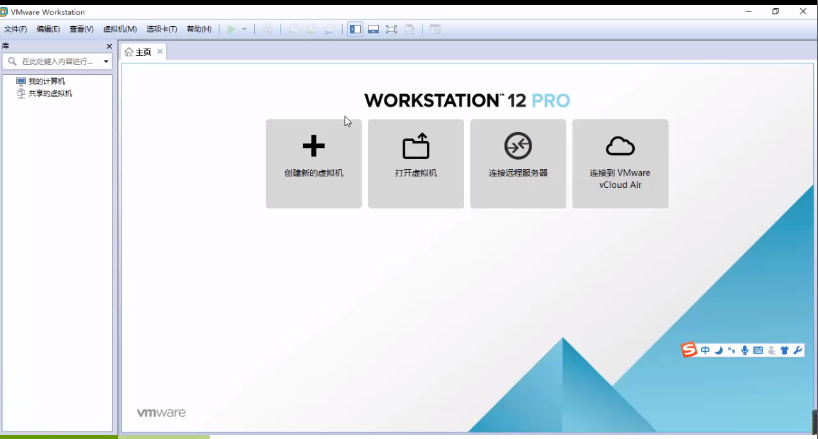 VMware Workstation
文件(F) 编辑(E) 查看(V) 虚拟机(M) 选项卡(T) 帮助(H)
库
在此处键入内容进行...
我的计算机
共享的虚拟机
主页
WORKSTATION™ 12 PRO
创建新的虚拟机
打开虚拟机
连接远程服务器
连接到 VMware
vCloud Air
中
vmware